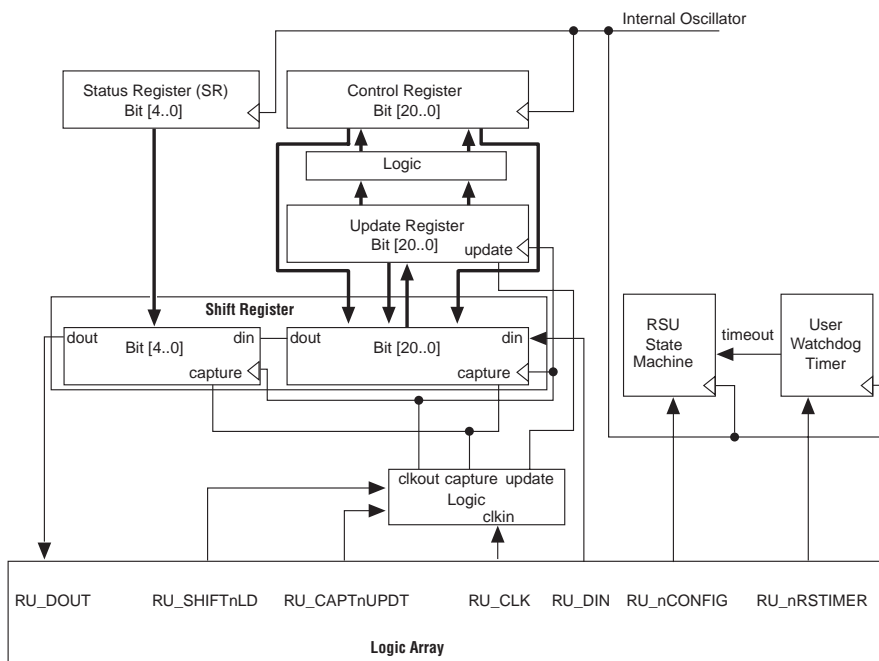 Internal Oscillator
Status Register (SR)
Bit [4..0]
Control Register
Bit [20..0]
Logic
Update Register
Bit [20..0]
update
Shift Register
dout
Bit [4..0]
din
capture
dout
Bit [20..0]
din
capture
RSU
State
Machine
timeout
User
Watchdog
Timer
clkout capture update
Logic
clkin
RU_DOUT
RU_SHIFTnLD
RU_CAPTnUPDT
RU_CLK
RU_DIN
RU_nCONFIG
RU_nRSTIMER
Logic Array